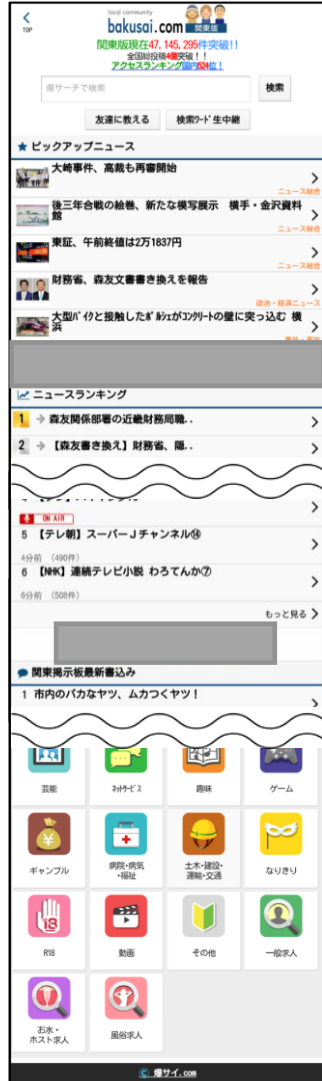 local community
TOP
bakusai.com 関東版
関東版現在47,145,295件突破!!
全国総投稿4億突破！！
アクセスランキング国内524位！
爆サーチで検索
検索
友達に教える
検索ﾜｰﾄﾞ生中継
★ ピックアップニュース
大崎事件、高裁も再審開始
ニュース総合
後三年合戦の絵巻、新たな模写展示 横手・金沢資料
館
ニュース総合
東証、午前終値は2万1837円
ニュース総合
財務省、森友文書書き換えを報告
政治・経済ニュース
大型ﾊﾞｲｸと接触したﾎﾟﾙｼｪがｺﾝｸﾘｰﾄの壁に突っ込む 横
浜
ニュースランキング
1 → 森友関係部署の近畿財務局職..
2 → 【森友書き換え】財務省、隠..
ON AIR
5 【テレ朝】スーパーＪチャンネル⑭
4分前 (490件)
6 【NHK】連続テレビ小説 わろてんか⑦
6分前 (508件)
もっと見る
関東掲示板最新書込み
1 市内のバカなヤツ、ムカつくヤツ！
芸能
ﾈｯﾄｻｰﾋﾞｽ
趣味
ゲーム
ギャンブル
病院・病気
・福祉
土木・建設・
運輸・交通
なりきり
18
R18
動画
その他
一般求人
お水・
ホスト求人
風俗求人
爆サイ.com